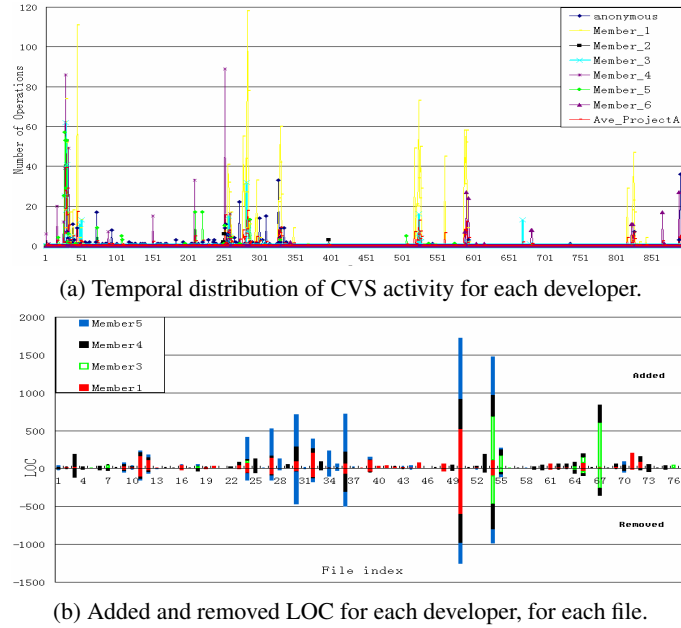 120
100
80
60
40
20
0
Number of Operations
anonymous
Member_1
Member_2
Member_3
Member_4
Member_5
Member_6
Ave_ProjectA
1 51 101 151 201 251 301 351 401 451 501 551 601 651 701 751 801 851
(a) Temporal distribution of CVS activity for each developer.
2000
1500
1000
500
0
-500
-1000
-1500
LOC
Member5
Member4
Member3
Member1
Added
1 4 7 10 13 16 19 22 25 28 31 34 37 40 43 46 49 52 55 58 61 64 67 70 73 76
Removed
File index
(b) Added and removed LOC for each developer, for each file.